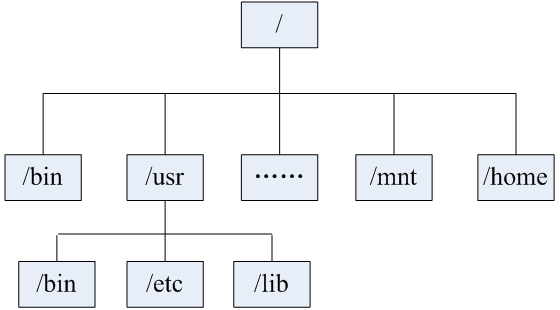 /
/bin
/usr
······
/mnt
/home
/bin
/etc
/lib